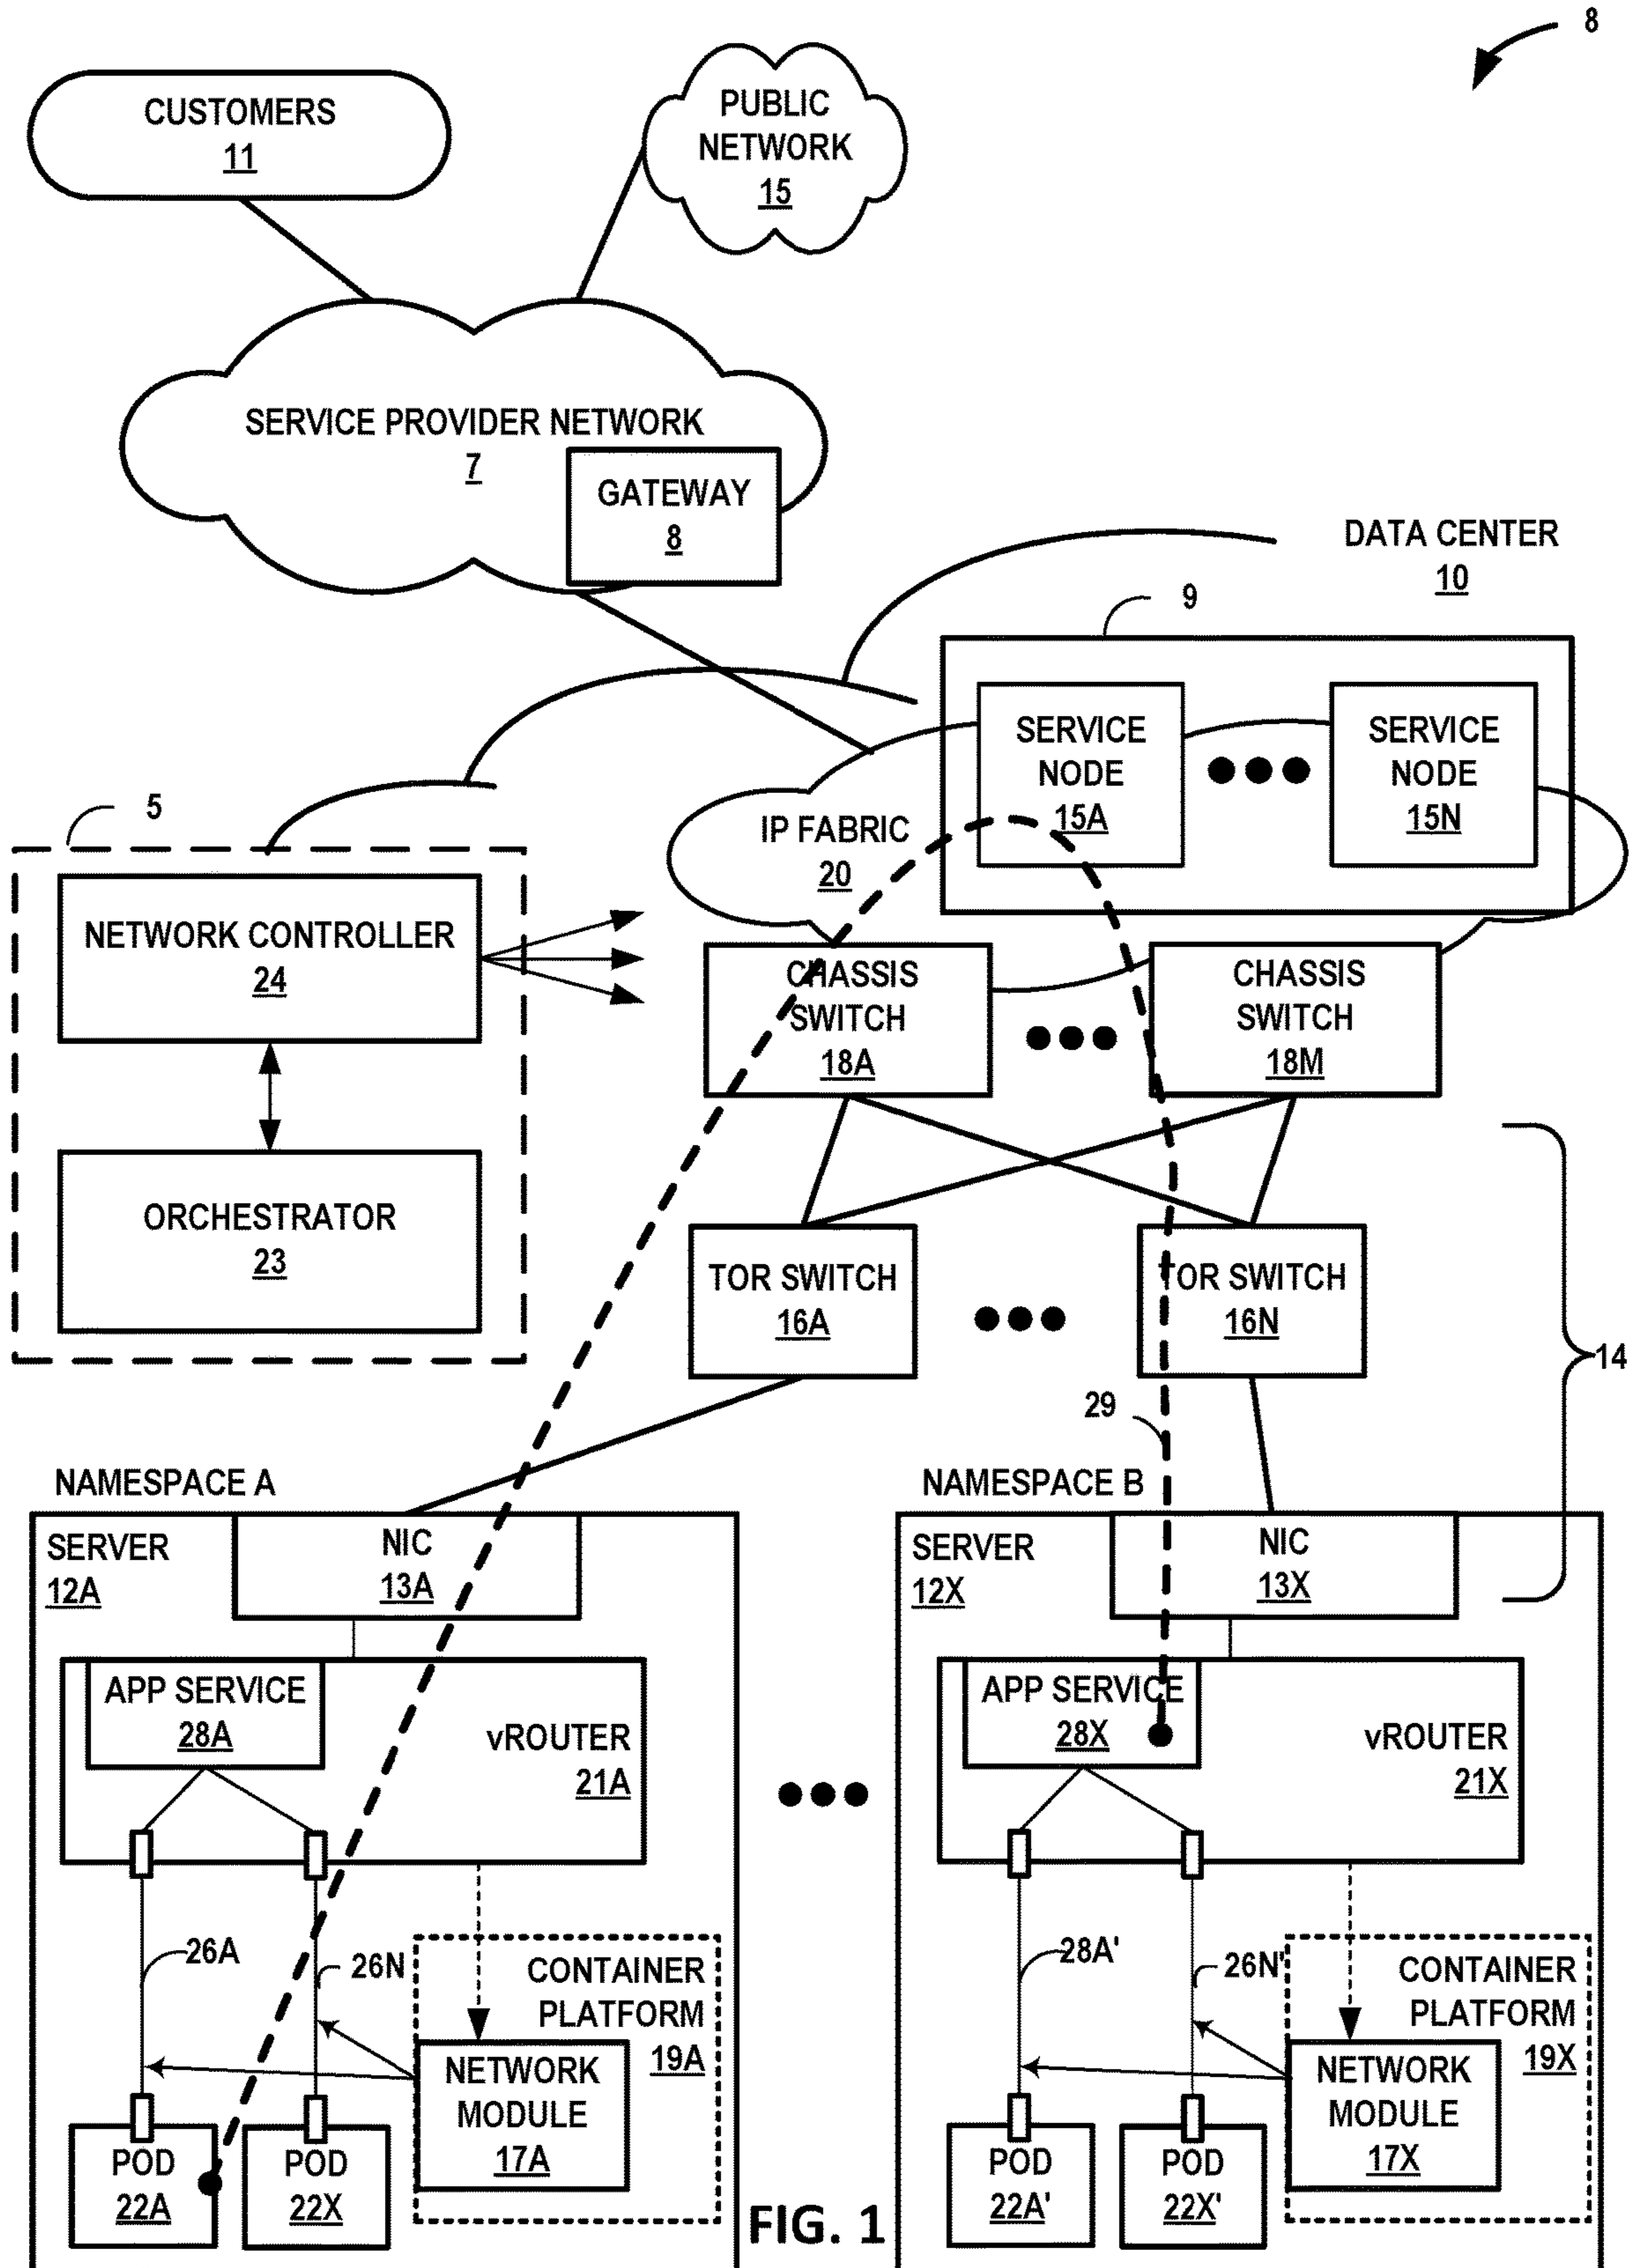 8
CUSTOMERS
11
PUBLIC
NETWORK
15
SERVICE PROVIDER NETWORK
7
GATEWAY
8
DATA CENTER
10
9
SERVICE
NODE
15A
SERVICE
NODE
15N
IP FABRIC
20
5
NETWORK CONTROLLER
24
ORCHESTRATOR
23
CHASSIS
SWITCH
18A
CHASSIS
SWITCH
18M
TOR SWITCH
16A
TOR SWITCH
16N
14
29
NAMESPACE A
SERVER
12A
NIC
13A
APP SERVICE
28A
vROUTER
21A
26A
26N
CONTAINER
PLATFORM
19A
NETWORK
MODULE
17A
POD
22A
POD
22X
NAMESPACE B
SERVER
12X
NIC
13X
APP SERVICE
28X
vROUTER
21X
28A'
26N'
CONTAINER
PLATFORM
19X
NETWORK
MODULE
17X
POD
22A'
POD
22X'
FIG. 1